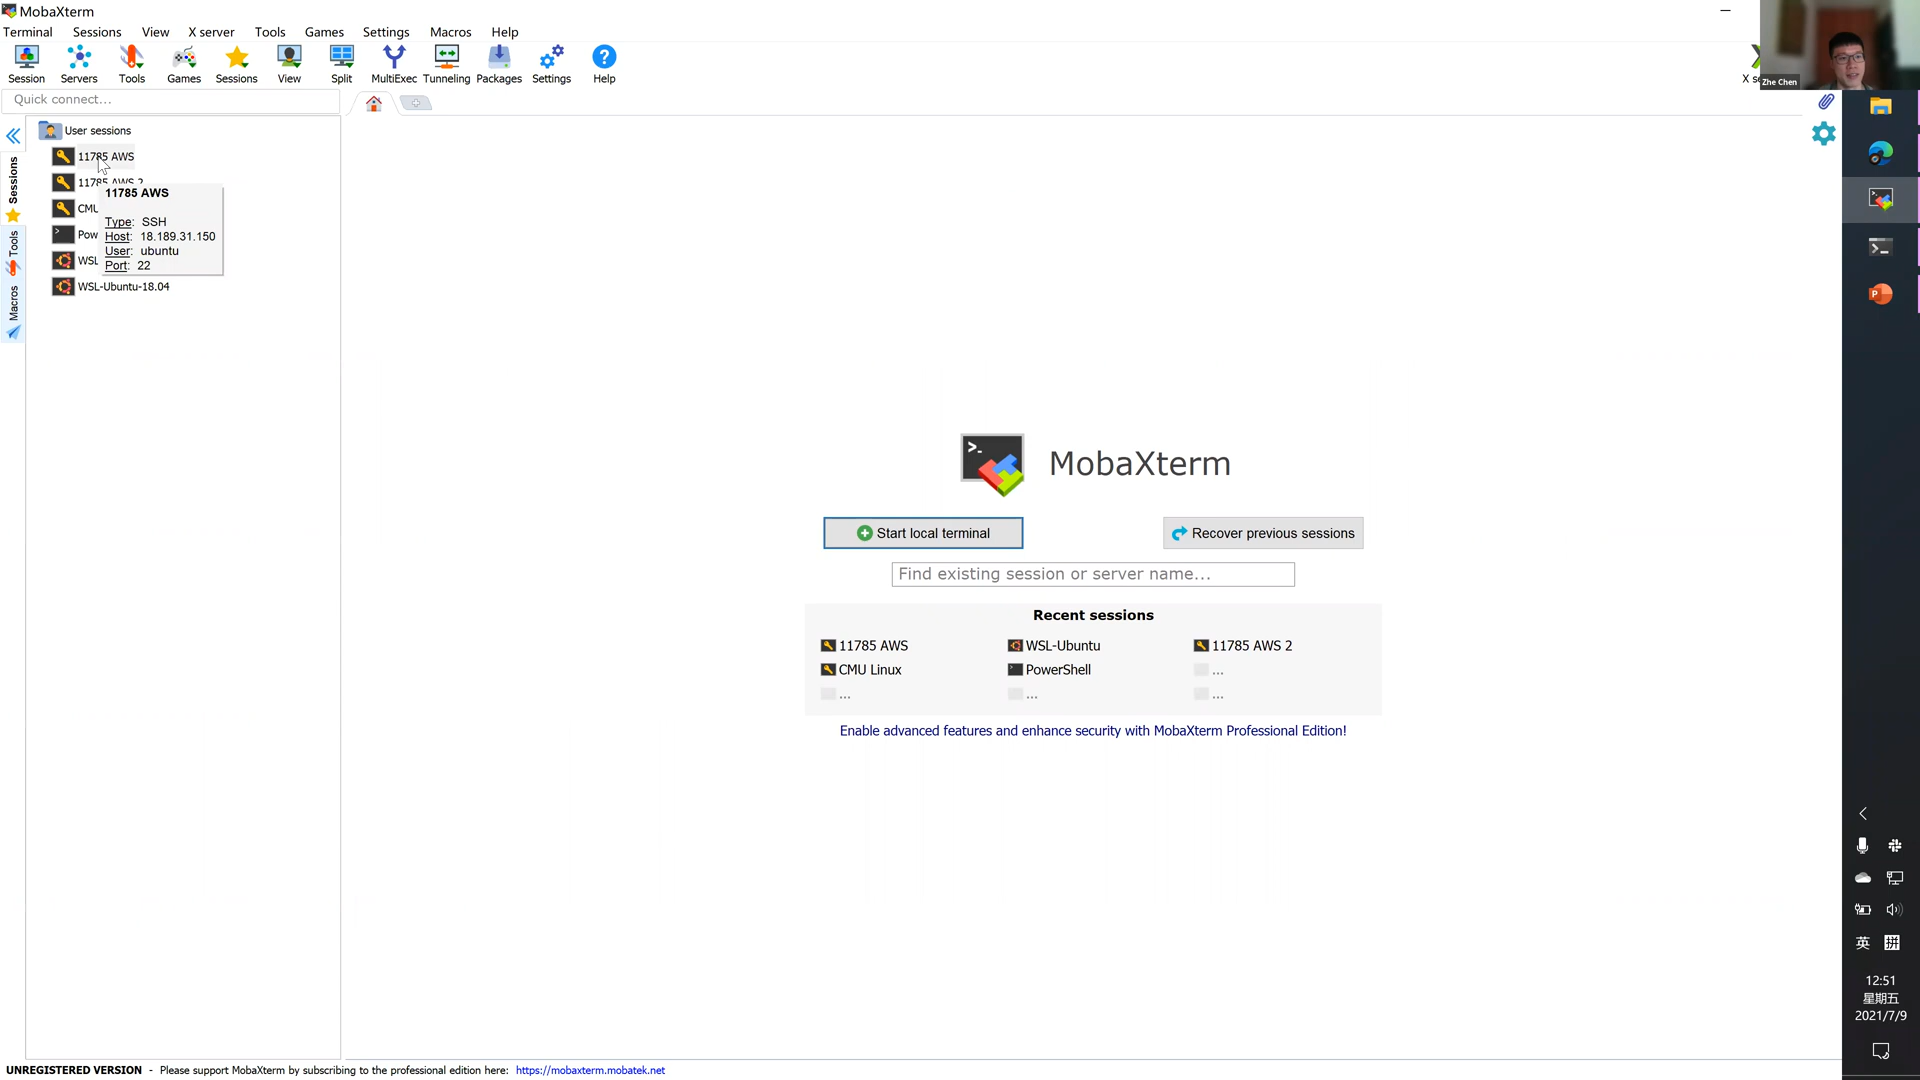 MobaXterm
Terminal Sessions View X server Tools Games Settings Macros Help
Session Servers Tools Games Sessions View Split MultiExec Tunneling Packages Settings Help
Zhe Chen
Quick connect...
User sessions
11785 AWS
11785 AWS 2
CMU
Pow
WSL
WSL-Ubuntu-18.04
11785 AWS
Type: SSH
Host: 18.189.31.150
User: ubuntu
Port: 22
Sessions
Tools
Macros
MobaXterm
Start local terminal
Recover previous sessions
Find existing session or server name...
Recent sessions
11785 AWS WSL-Ubuntu 11785 AWS 2
CMU Linux PowerShell ...
... ... ...
Enable advanced features and enhance security with MobaXterm Professional Edition!
英 拼
12:51
星期五
2021/7/9
UNREGISTERED VERSION - Please support MobaXterm by subscribing to the professional edition here: https://mobaxterm.mobatek.net